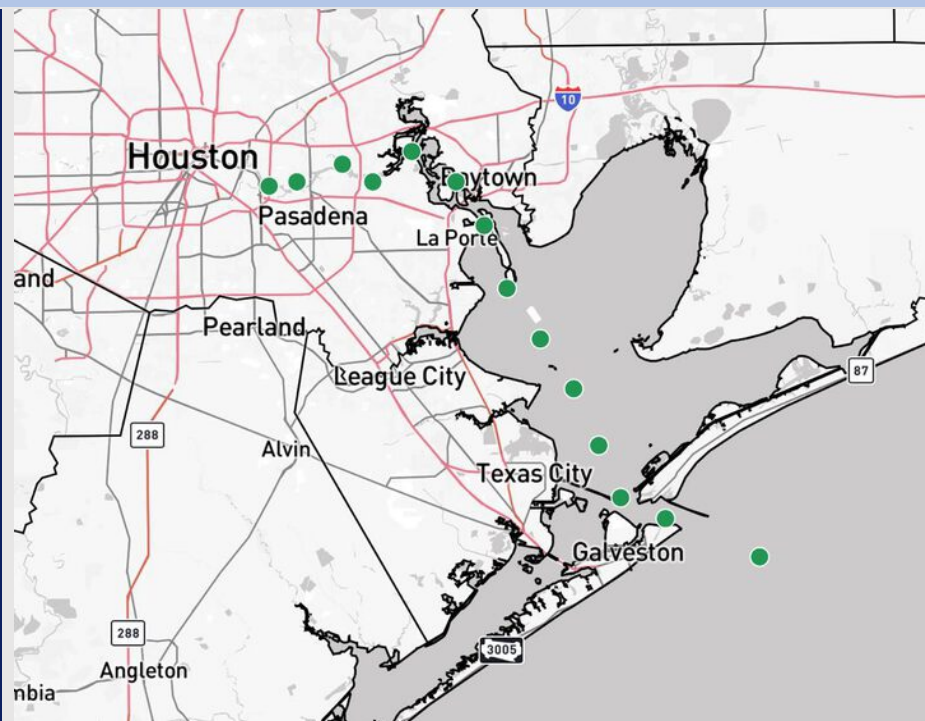 10
Houston
Baytown
Pasadena
La Porte
and
Pearland
League City
87
288
Alvin
Texas City
Galveston
288
3005
Angleton
mbia